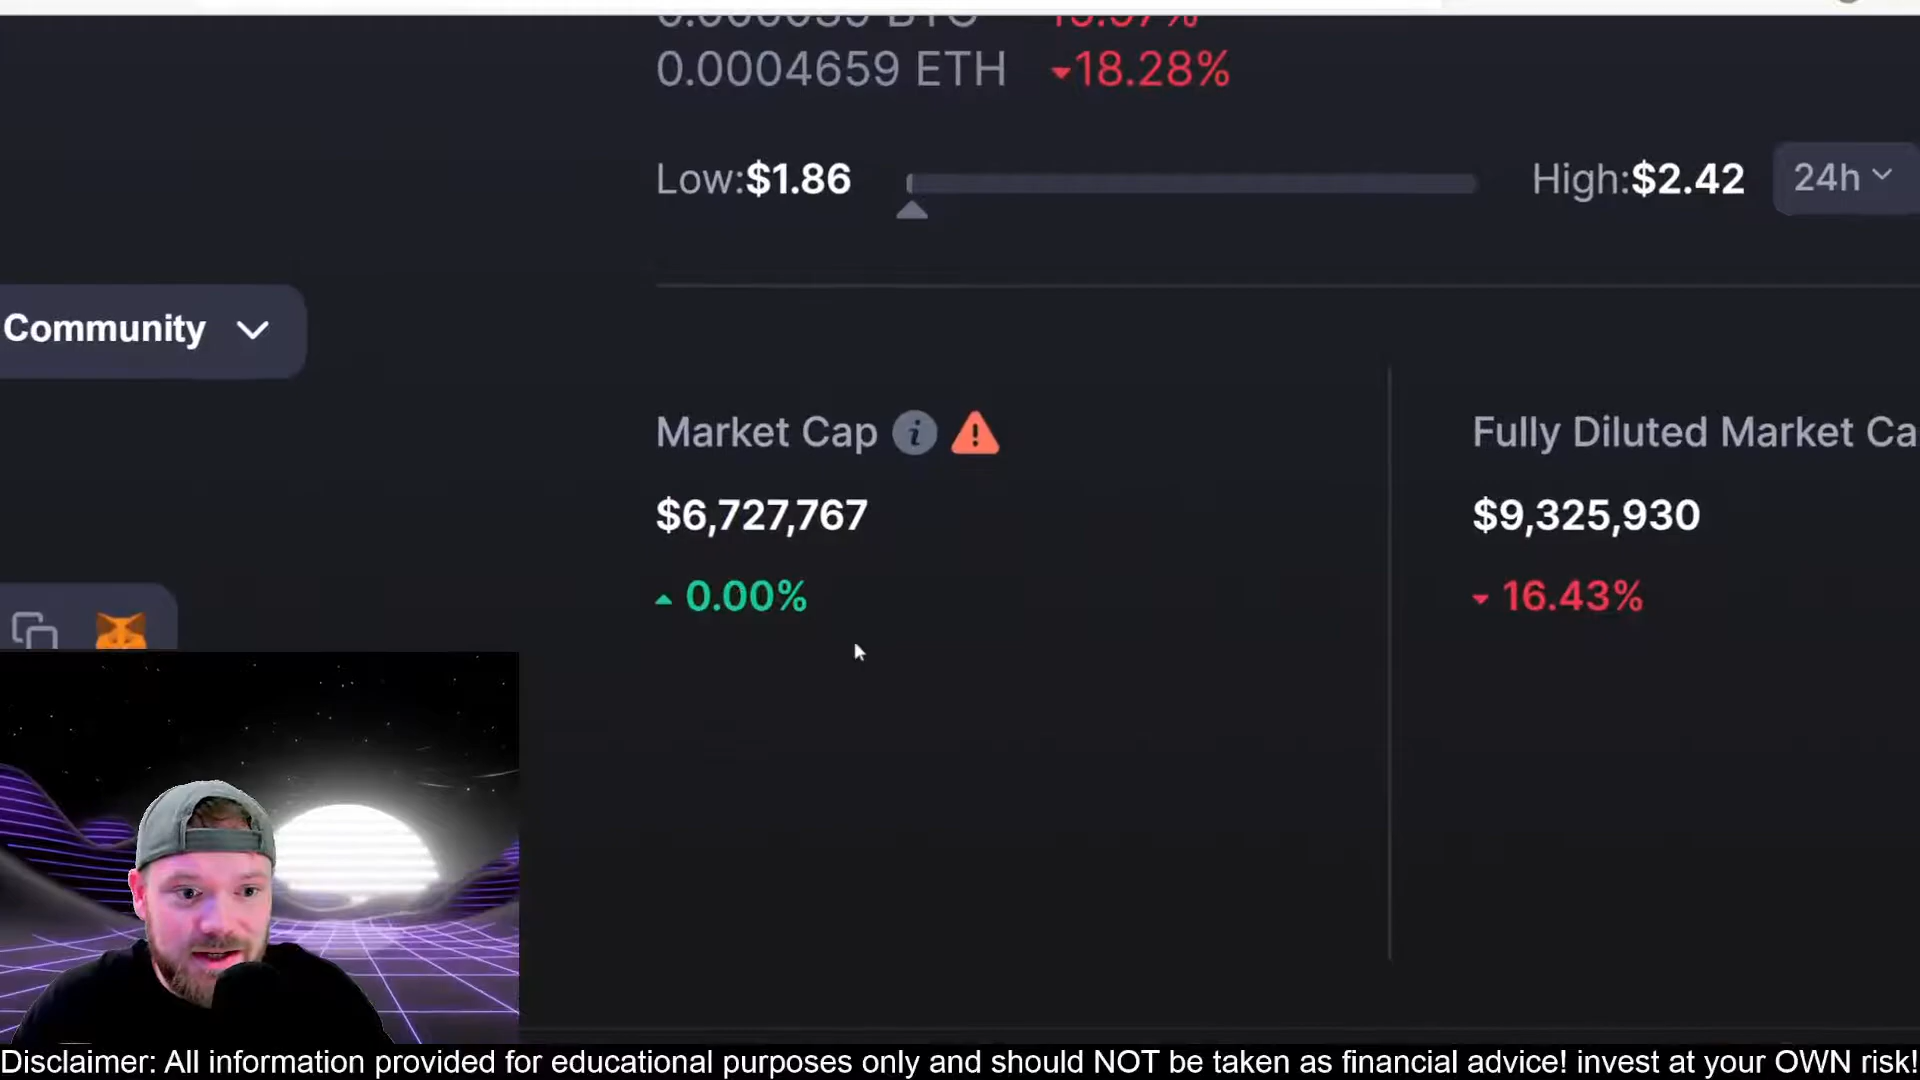 0.0004659 ETH 18.28%
Low:$1.86 High:$2.42 24h
Community
Market Cap Fully Diluted Market Ca
$6,727,767 $9,325,930
0.00% 16.43%
Disclaimer: All information provided for educational purposes only and should NOT be taken as financial advice! invest at your OWN risk!